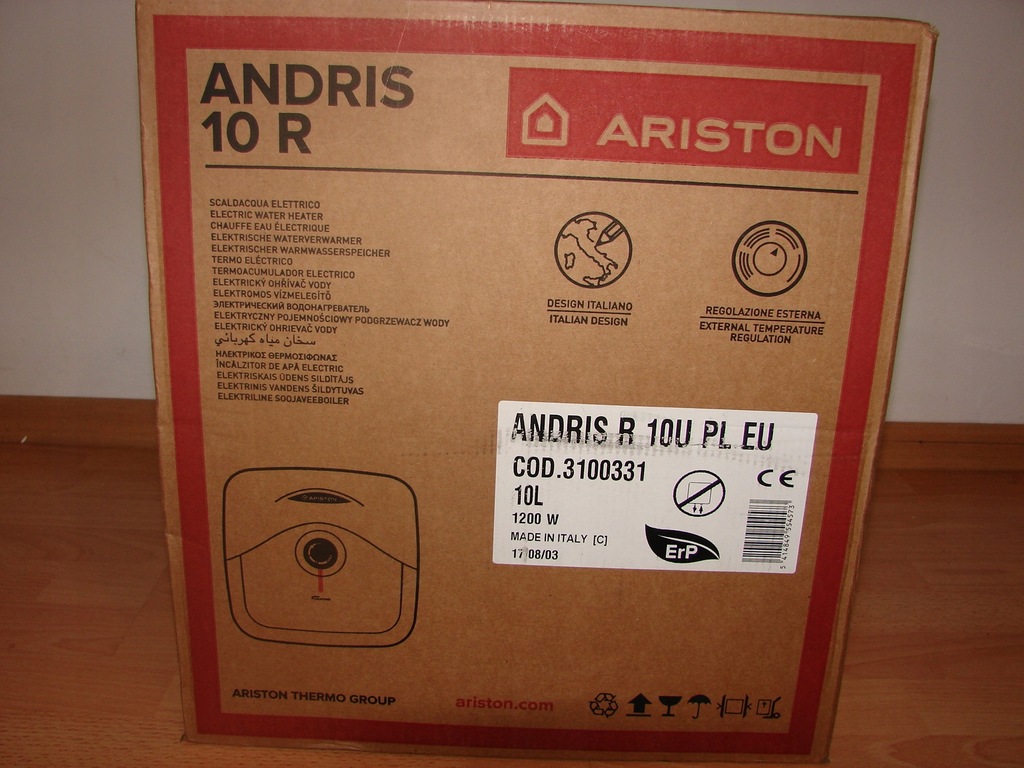 ANDRIS
10 R
ARISTON
SCALDACQUA ELETTRICO
ELECTRIC WATER HEATER
CHAUFFE EAU ÉLECTRIQUE
ELEKTRISCHE WATERVERWARMER
ELEKTRISCHER WARMWASSERSPEICHER
TERMO ELÉCTRICO
TERMOACUMULADOR ELECTRICO
ELEKTRICKÝ OHŘÍVAČ VODY
ELEKTROMOS VÍZMELEGÍTŐ
ЭЛЕКТРИЧЕСКИЙ ВОДОНАГРЕВАТЕЛЬ
ELEKTRYCZNY POJEMNOŚCIOWY PODGRZEWACZ WODY
ELEKTRICKÝ OHRIEVAČ VODY
سخان مياه كهربائي
ΗΛΕΚΤΡΙΚΟΣ ΘΕΡΜΟΣΙΦΩΝΑΣ
ÎNCĂLZITOR DE APĂ ELECTRIC
ELEKTRISKAIS ŪDENS SILDĪTĀJS
ELEKTRINIS VANDENS ŠILDYTUVAS
ELEKTRILINE SOOJAVEEBOILER
DESIGN ITALIANO
ITALIAN DESIGN
REGOLAZIONE ESTERNA
EXTERNAL TEMPERATURE
REGULATION
ANDRIS R 10U PL EU
COD.3100331
10L
1200 W
MADE IN ITALY [C]
17 08/03
CE
ErP
5 414849 554573
ARISTON
ARISTON THERMO GROUP
ariston.com